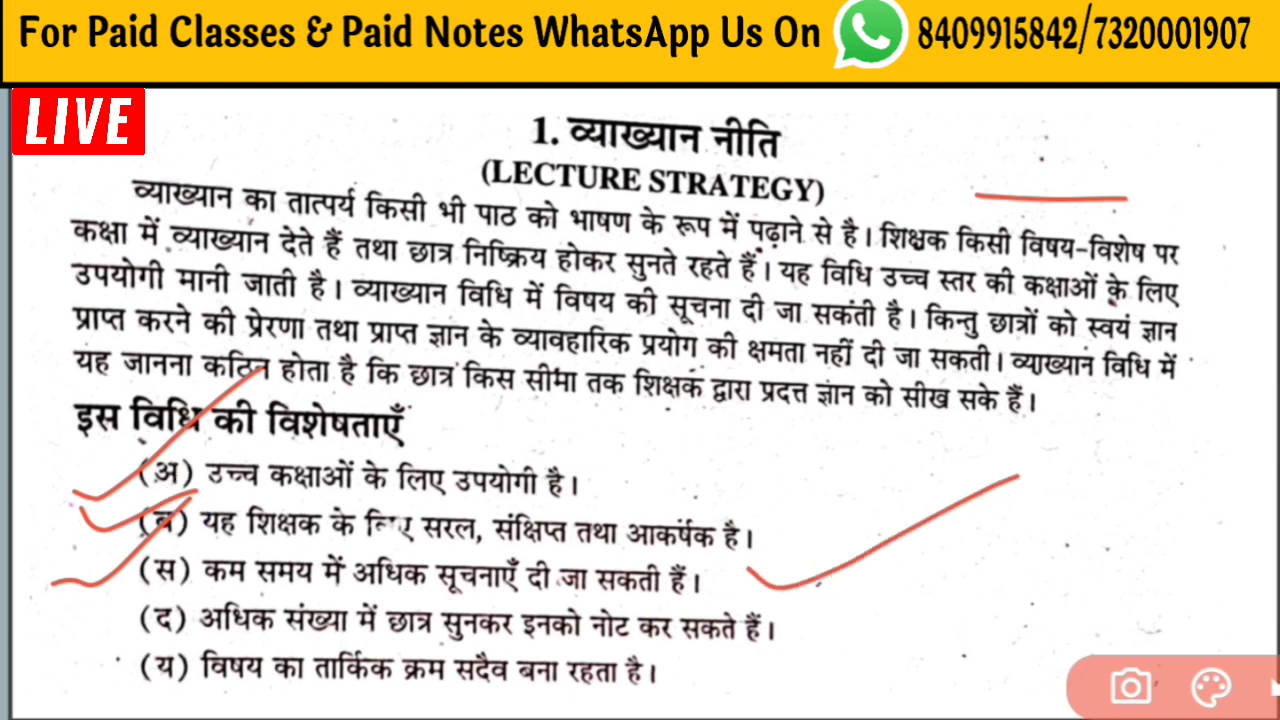 For Paid Classes & Paid Notes WhatsApp Us On 8409915842/7320001907
LIVE
1. व्याख्यान नीति
(LECTURE STRATEGY)
व्याख्यान का तात्पर्य किसी भी पाठ को भाषण के रूप में पढ़ाने से है। शिक्षक किसी विषय-विशेष पर
कक्षा में व्याख्यान देते हैं तथा छात्र निष्क्रिय होकर सुनते रहते हैं। यह विधि उच्च स्तर की कक्षाओं के लिए
उपयोगी मानी जाती है। व्याख्यान विधि में विषय की सूचना दी जा सकती है। किन्तु छात्रों को स्वयं ज्ञान
प्राप्त करने की प्रेरणा तथा प्राप्त ज्ञान के व्यावहारिक प्रयोग की क्षमता नहीं दी जा सकती। व्याख्यान विधि में
यह जानना कठिन होता है कि छात्र किस सीमा तक शिक्षक द्वारा प्रदत्त ज्ञान को सीख सके हैं।
इस विधि की विशेषताएँ
(अ) उच्च कक्षाओं के लिए उपयोगी है।
(ब) यह शिक्षक के लिए सरल, संक्षिप्त तथा आकर्षक है।
(स) कम समय में अधिक सूचनाएँ दी जा सकती हैं।
(द) अधिक संख्या में छात्र सुनकर इनको नोट कर सकते हैं।
(य) विषय का तार्किक क्रम सदैव बना रहता है।